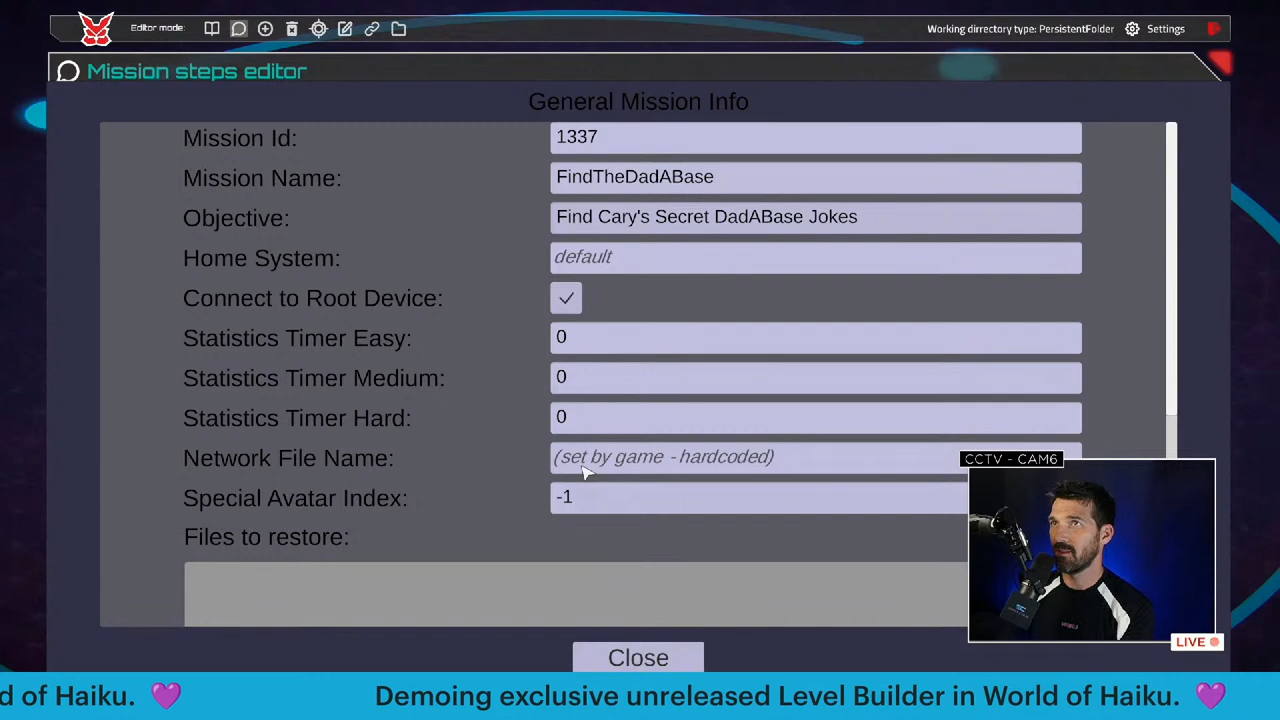 Editor mode:
Working dirrectory type: PersistentFolder
Settings
Mission steps editor
General Mission Info
Mission Id: 1337
Mission Name: FindTheDadABase
Objective: Find Cary's Secret DadABase Jokes
Home System: default
Connect to Root Device:
Statistics Timer Easy: 0
Statistics Timer Medium: 0
Statistics Timer Hard: 0
Network File Name: (set by game - hardcoded)
CCTV - CAM6
Special Avatar Index: -1
Files to restore:
LIVE
Close
d of Haiku. 💜 Demoing exclusive unreleased Level Builder in World of Haiku. 💜